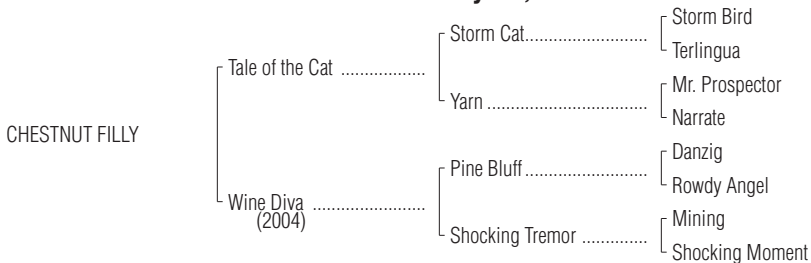 Storm Bird
Storm Cat..............................
Terlingua
Tale of the Cat ..................
Mr. Prospector
Yarn ..................................
Narrate
CHESTNUT FILLY
Danzig
Pine Bluff..........................
Rowdy Angel
Wine Diva ........................
(2004)
Mining
Shocking Tremor ..............
Shocking Moment